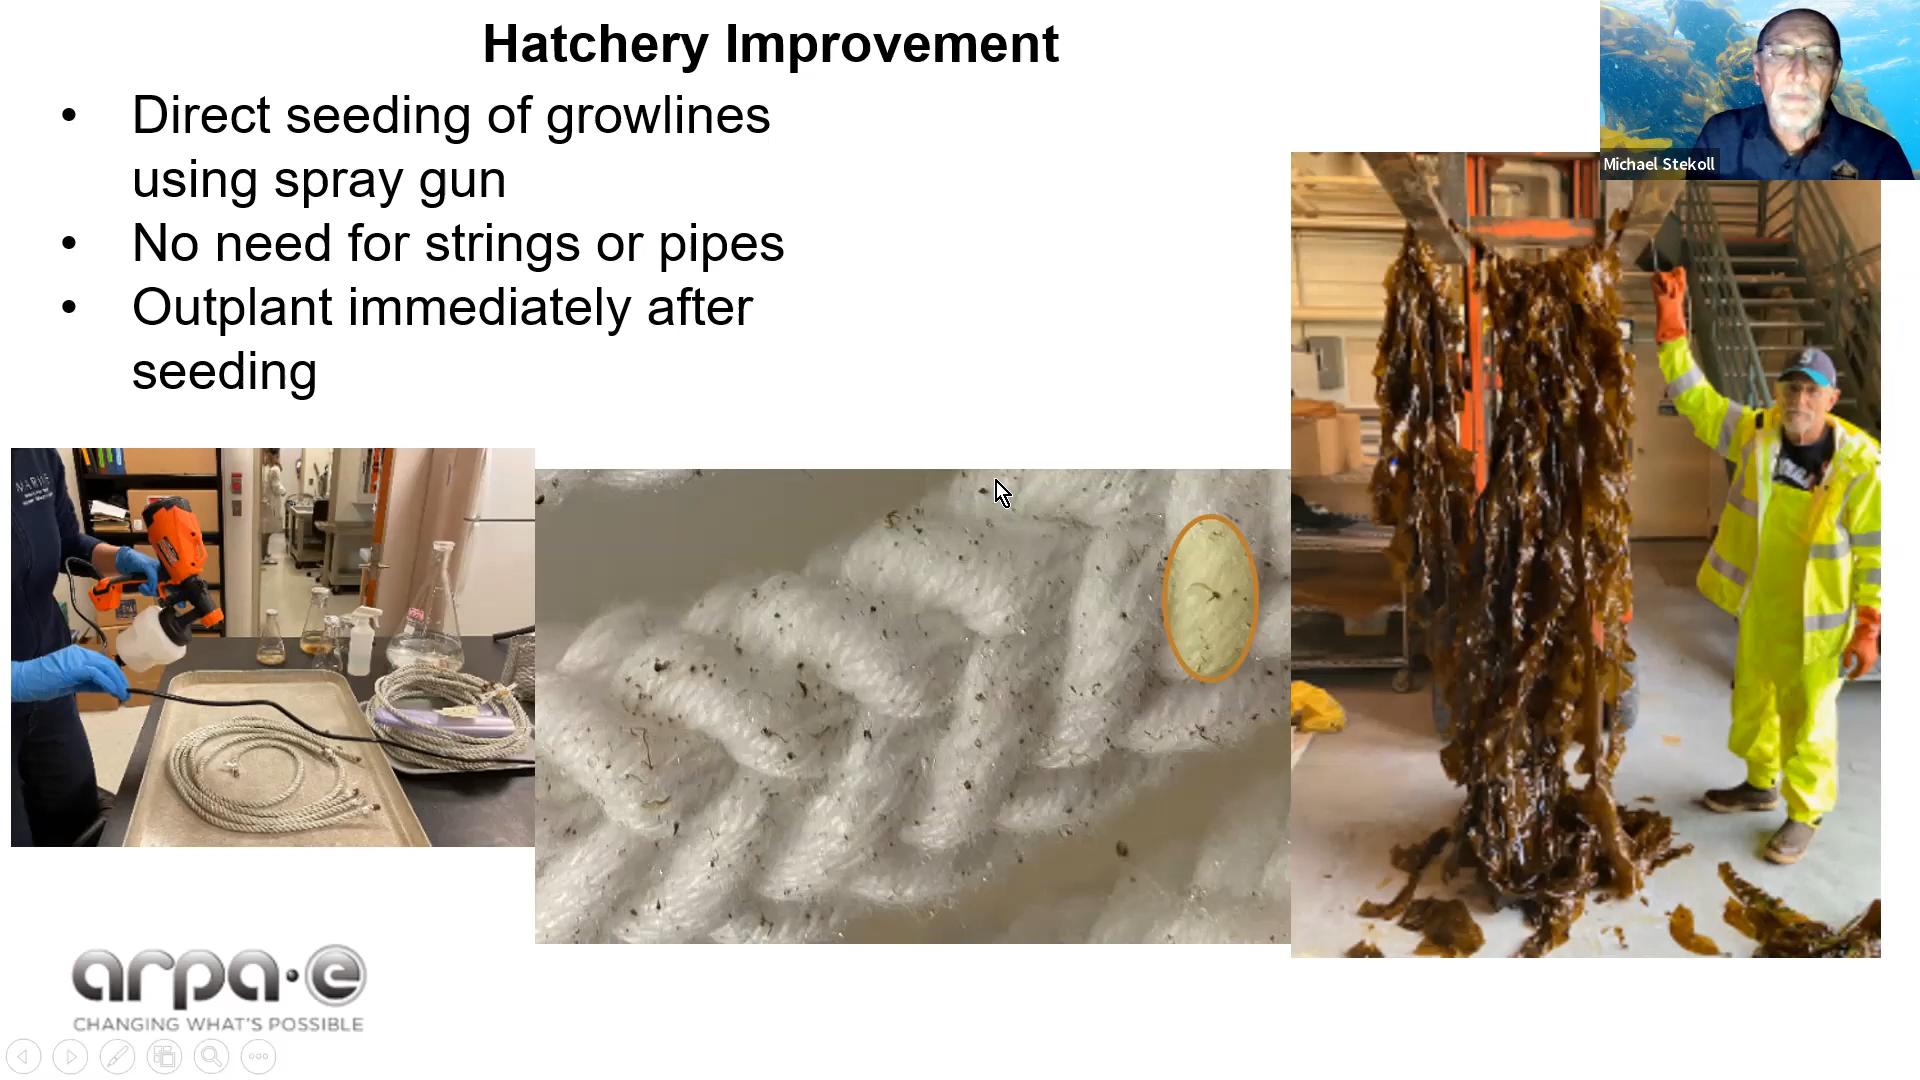 Hatchery Improvement
• Direct seeding of growlines
using spray gun
• No need for strings or pipes
• Outplant immediately after
seeding
Michael Stekoll
arpa·e
CHANGING WHAT'S POSSIBLE